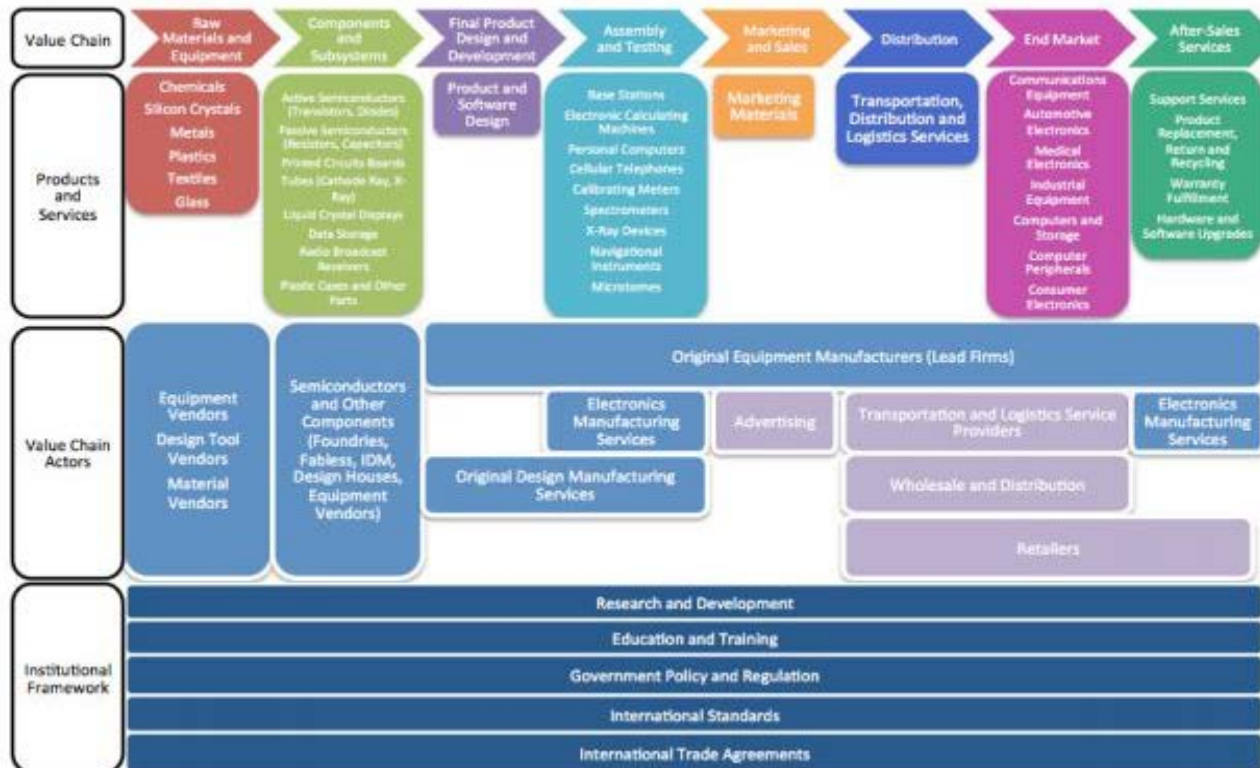 Value Chain
Raw
Materials and
Equipment
Components
and
Subsystems
Final Product
Design and
Development
Assembly
and Testing
Marketing
and Sales
Distribution
End Market
After-Sales
Services
Products
and
Services
Chemicals
Silicon Crystals
Metals
Plastics
Textiles
Glass
Active Semiconductors
(Transistors, Diodes)
Passive Semiconductors
(Resistors, Capacitors)
Printed Circuits Boards
Tubes (Cathode Ray, X-
Ray)
Liquid Crystal Displays
Data Storage
Radio Broadcast
Receivers
Plastic Cases and Other
Parts
Product and
Software
Design
Base Stations
Electronic Calculating
Machines
Personal Computers
Cellular Telephones
Calibrating Meters
Spectrometers
X-Ray Devices
Navigational
Instruments
Microtomes
Marketing
Materials
Transportation,
Distribution and
Logistics Services
Communications
Equipment
Automotive
Electronics
Medical
Electronics
Industrial
Equipment
Computers and
Storage
Computer
Peripherals
Consumer
Electronics
Support Services
Product
Replacement,
Return and
Recycling
Warranty
Fulfillment
Hardware and
Software Upgrades
Value Chain
Actors
Equipment
Vendors
Design Tool
Vendors
Material
Vendors
Semiconductors
and Other
Components
(Foundries,
Fabless, IDM,
Design Houses,
Equipment
Vendors)
Original Equipment Manufacturers (Lead Firms)
Electronics
Manufacturing
Services
Advertising
Transportation and Logistics Service
Providers
Electronics
Manufacturing
Services
Original Design Manufacturing
Services
Wholesale and Distribution
Retailers
Institutional
Framework
Research and Development
Education and Training
Government Policy and Regulation
International Standards
International Trade Agreements